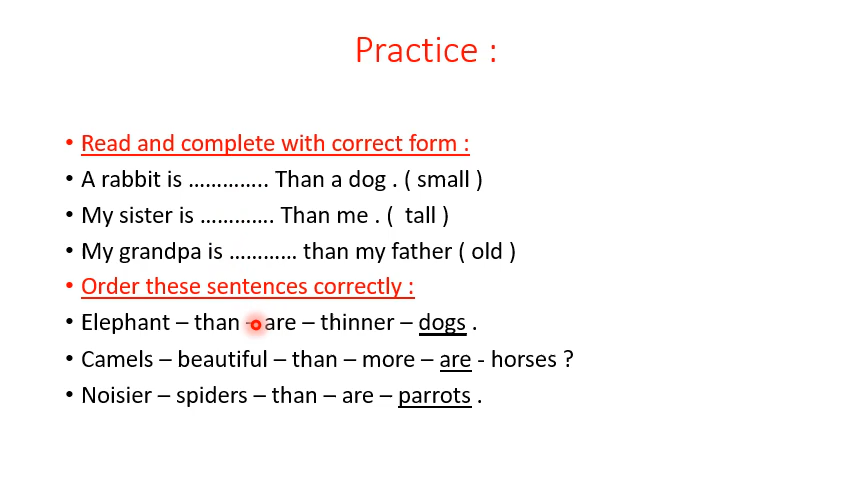 Practice :
• Read and complete with correct form :
• A rabbit is ………….. Than a dog . ( small )
• My sister is …………. Than me . (  tall )
• My grandpa is ………… than my father ( old )
• Order these sentences correctly :
• Elephant – than – are – thinner – dogs .
• Camels – beautiful – than – more – are - horses ?
• Noisier – spiders – than – are – parrots .